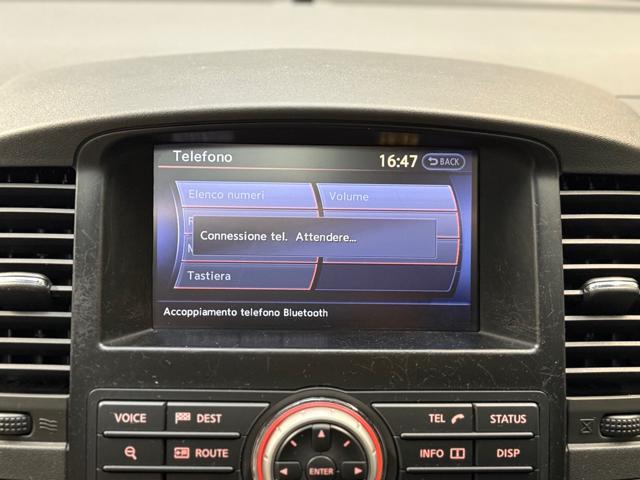 Telefono
16:47 BACK
Elenco numeri Volume
Connessione tel. Attendere...
Tastiera
Accoppiamento telefono Bluetooth
VOICE DEST TEL STATUS
ROUTE INFO DISP
ENTER